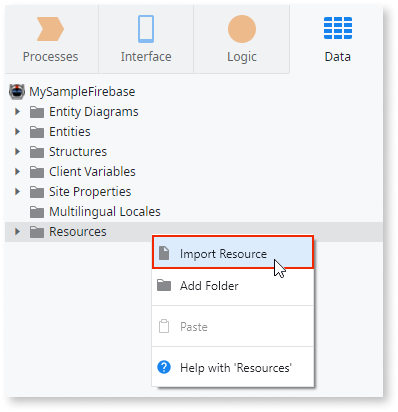 Processes Interface Logic Data
MySampleFirebase
Entity Diagrams
Entities
Structures
Client Variables
Site Properties
Multilingual Locales
Resources
Import Resource
Add Folder
Paste
Help with 'Resources'